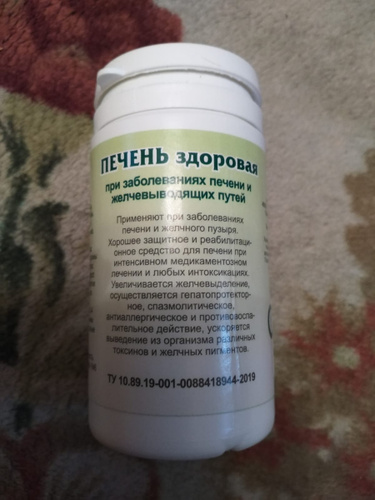 ПЕЧЕНЬ здоровая
при заболеваниях печени и
желчевыводящих путей
Применяют при заболеваниях
печени и желчного пузыря.
Хорошее защитное и реабилитаци-
онное средство для печени при
интенсивном медикаментозном
лечении и любых интоксикациях.
Увеличивается желчевыделение,
осуществляется гепатопротектор-
ное, спазмолитическое,
антиаллергическое и противовоспа-
лительное действие, ускоряется
выведение из организма различных
токсинов и желчных пигментов.
ТУ 10.89.19-001-0088418944-2019